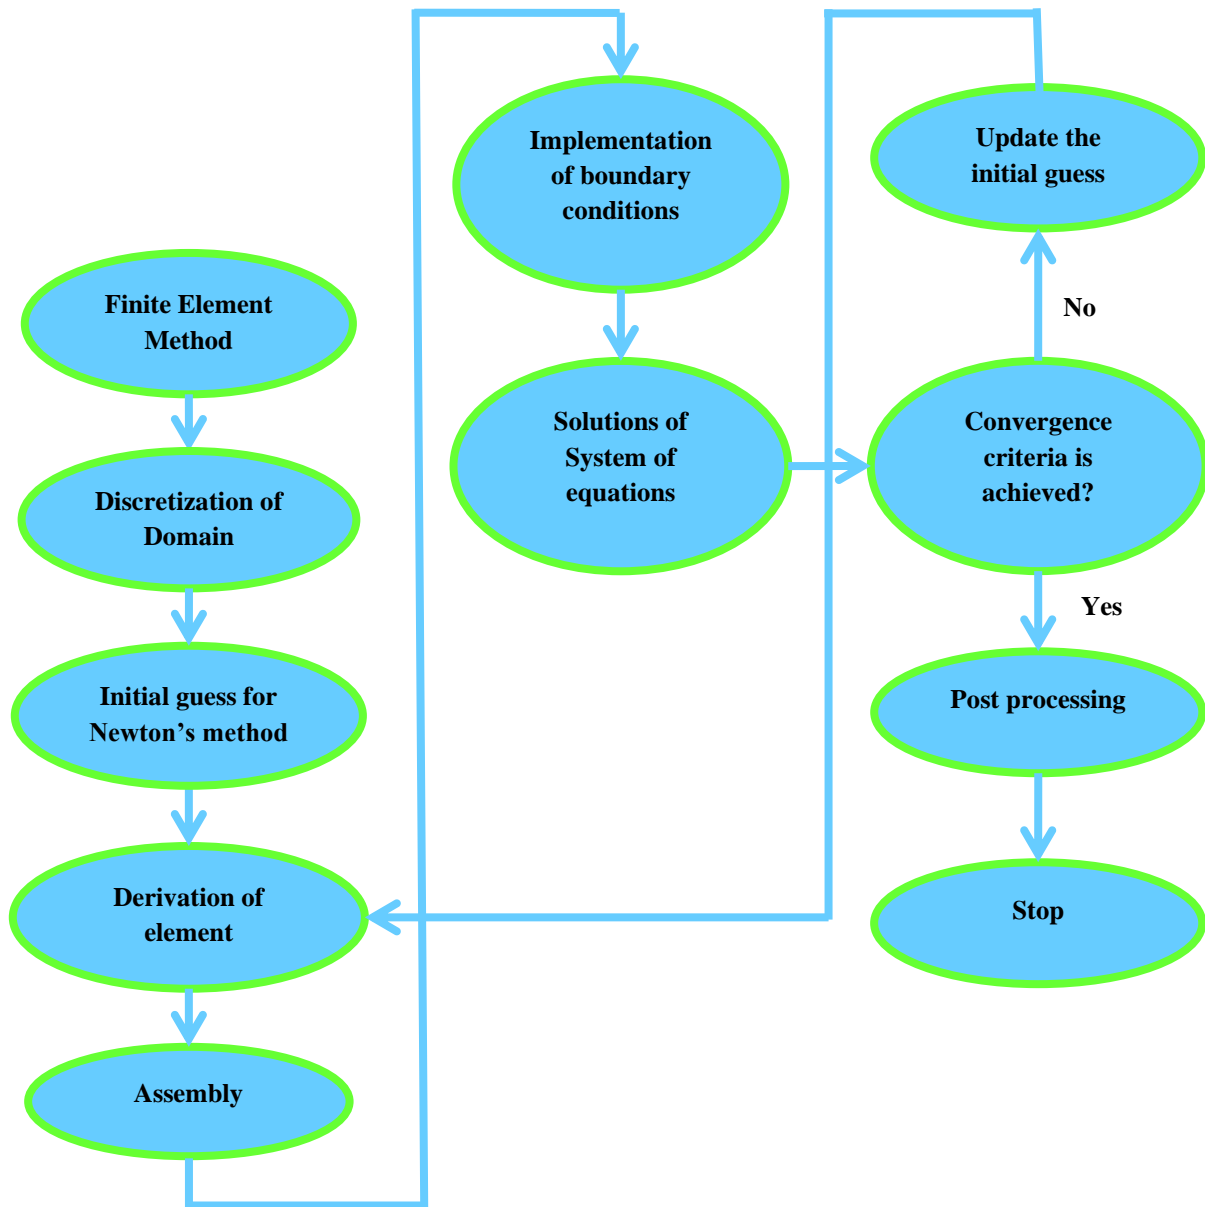 Finite Element
Method
Discretization of
Domain
Initial guess for
Newton’s method
Derivation of
element
Assembly
Implementation
of boundary
conditions
Solutions of
System of
equations
Convergence
criteria is
achieved?
No
Update the
initial guess
Yes
Post processing
Stop